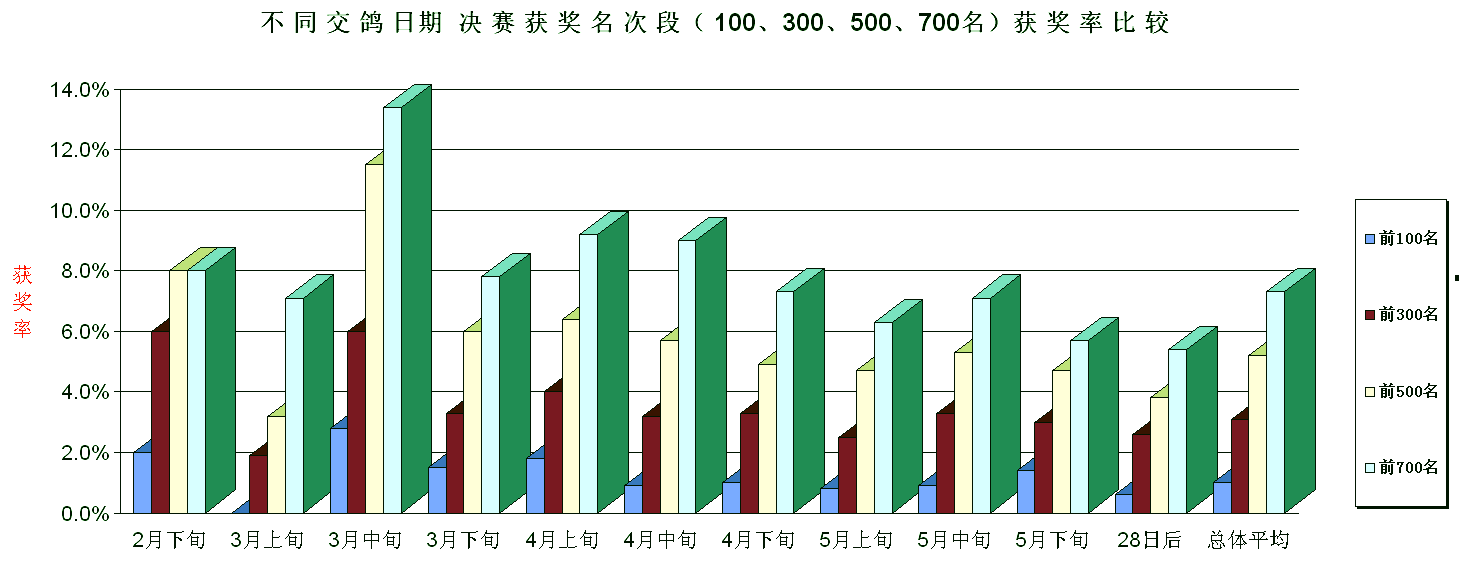 不同交鸽日期 决赛获奖名次段（100、300、500、700名）获奖率比较
14.0%
12.0%
10.0%
8.0%
6.0%
4.0%
2.0%
0.0%
获
奖
率
2月下旬 3月上旬 3月中旬 3月下旬 4月上旬 4月中旬 4月下旬 5月上旬 5月中旬 5月下旬 28日后 总体平均
前100名
前300名
前500名
前700名